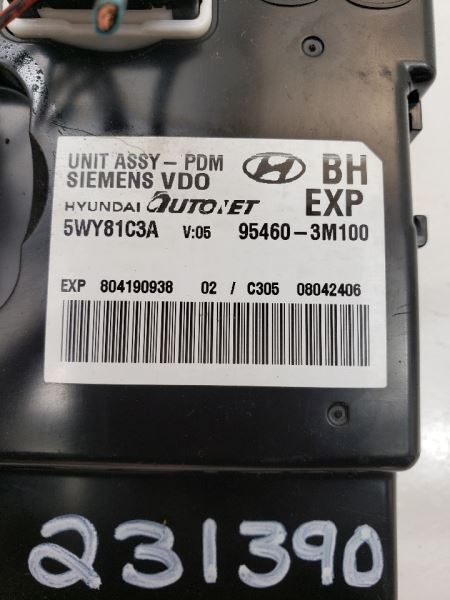 UNIT ASSY - PDM
SIEMENS VDO
BH
HYUNDAI AUTONET
EXP
5WY81C3A V:05 95460-3M100
EXP 804190938 02 / C305 08042406
231390